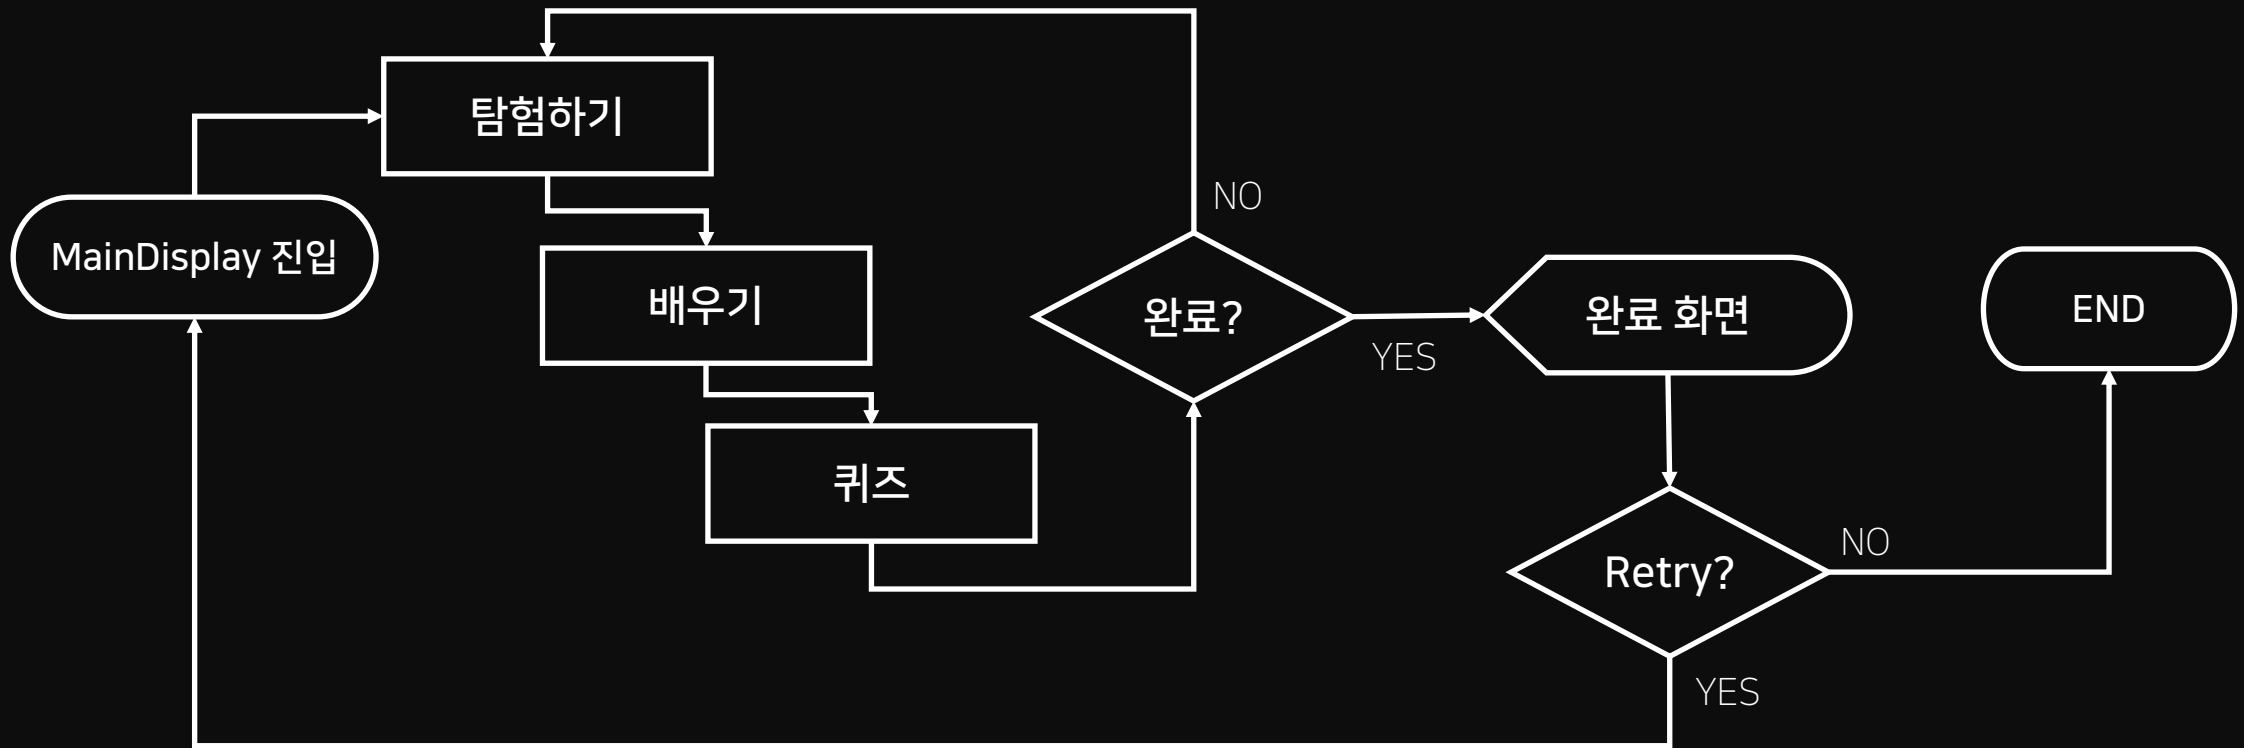 탐험하기
MainDisplay 진입
배우기
퀴즈
NO
완료?
YES
완료 화면
END
Retry?
NO
YES